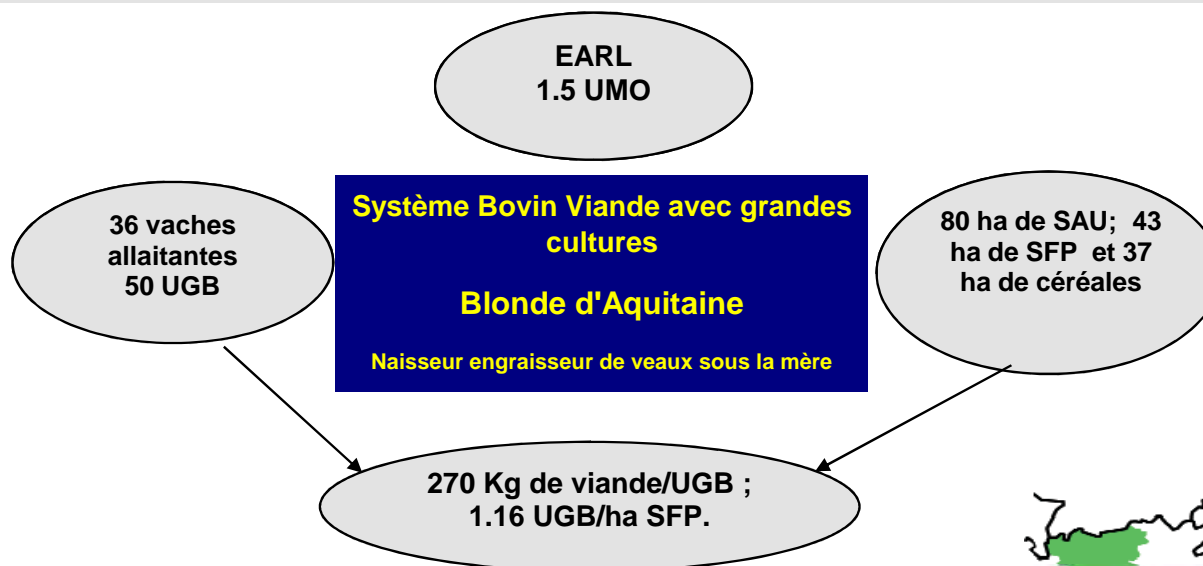 EARL
1.5 UMO
36 vaches
allaitantes
50 UGB
Système Bovin Viande avec grandes
cultures
Blonde d'Aquitaine
Naisseur engraisseur de veaux sous la mère
80 ha de SAU; 43
ha de SFP et 37
ha de céréales
270 Kg de viande/UGB ;
1.16 UGB/ha SFP.